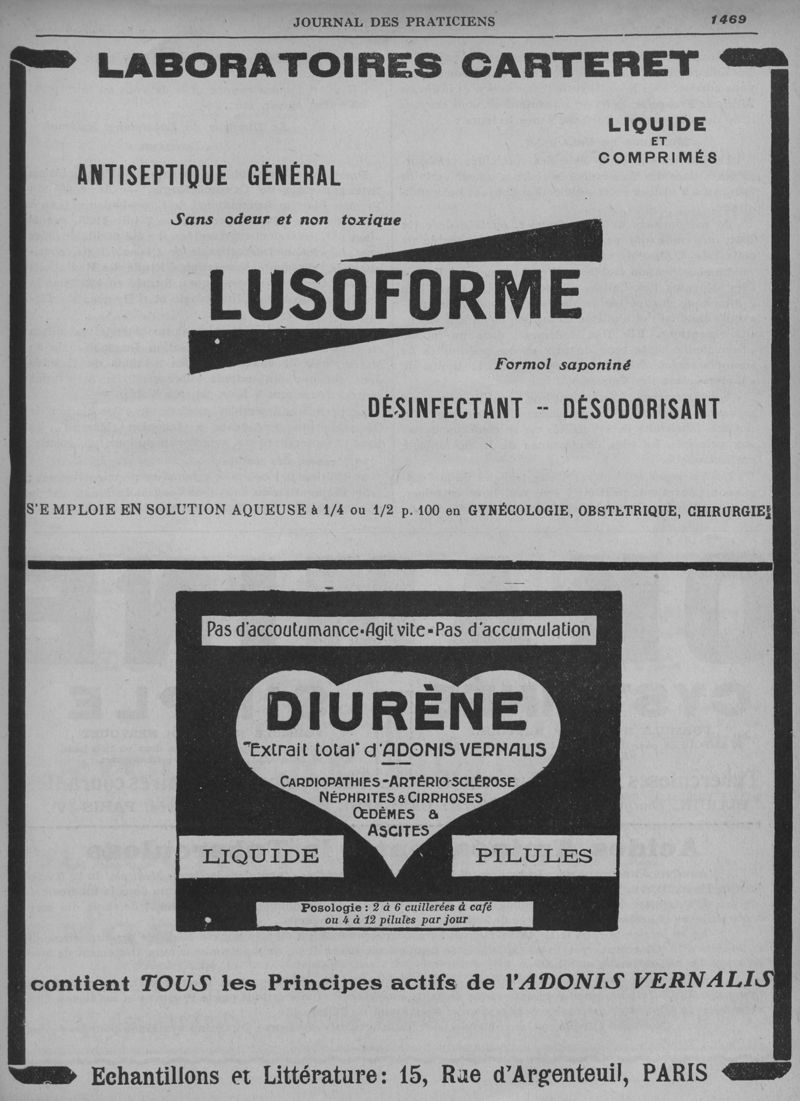 JOURNAL DES PRATICIENS 1469
LABORATOIRES CARTERET
LIQUIDE
ET
COMPRIMÉS
ANTISEPTIQUE GÉNÉRAL
Sans odeur et non toxique
LUSOFORME
Formol saponiné
DÉSINFECTANT -- DÉSODORISANT
S'E MPLOIE EN SOLUTION AQUEUSE à 1/4 ou 1/2 p. 100 en GYNÉCOLOGIE, OBSTÉTRIQUE, CHIRURGIE
Pas d'accoutumance - Agit vite - Pas d'accumulation
DIURÈNE
"Extrait total" d'ADONIS VERNALIS
CARDIOPATHIES - ARTÉRIO-SCLÉROSE
NÉPHRITES & CIRRHOSES
ŒDÈMES &
ASCITES
LIQUIDE PILULES
Posologie : 2 à 6 cuillerées à café
ou 4 à 12 pilules par jour
contient TOUS les Principes actifs de l'ADONIS VERNALIS
Echantillons et Littérature : 15, Rue d'Argenteuil, PARIS